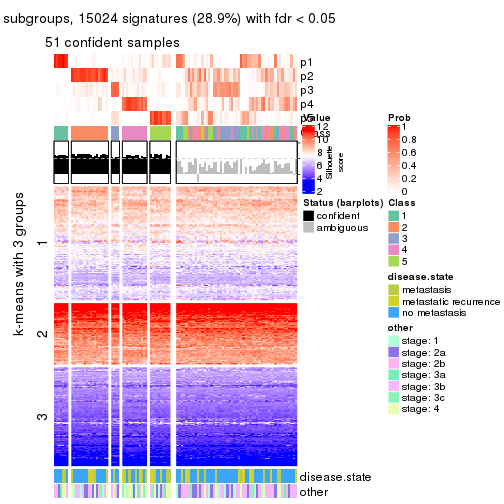 subgroups, 15024 signatures (28.9%) with fdr < 0.05
51 confident samples
p1
p2
p3
p4
Value
12
10
8
6
4
2
Prob
1
0.8
0.6
0.4
0.2
0
Silhouette
score
Status (barplots)
confident
ambiguous
Class
1
2
3
4
5
disease.state
metastasis
metastatic recurrence
no metastasis
other
stage: 1
stage: 2a
stage: 2b
stage: 3a
stage: 3b
stage: 3c
stage: 4
k-means with 3 groups
1
2
3
disease.state
other